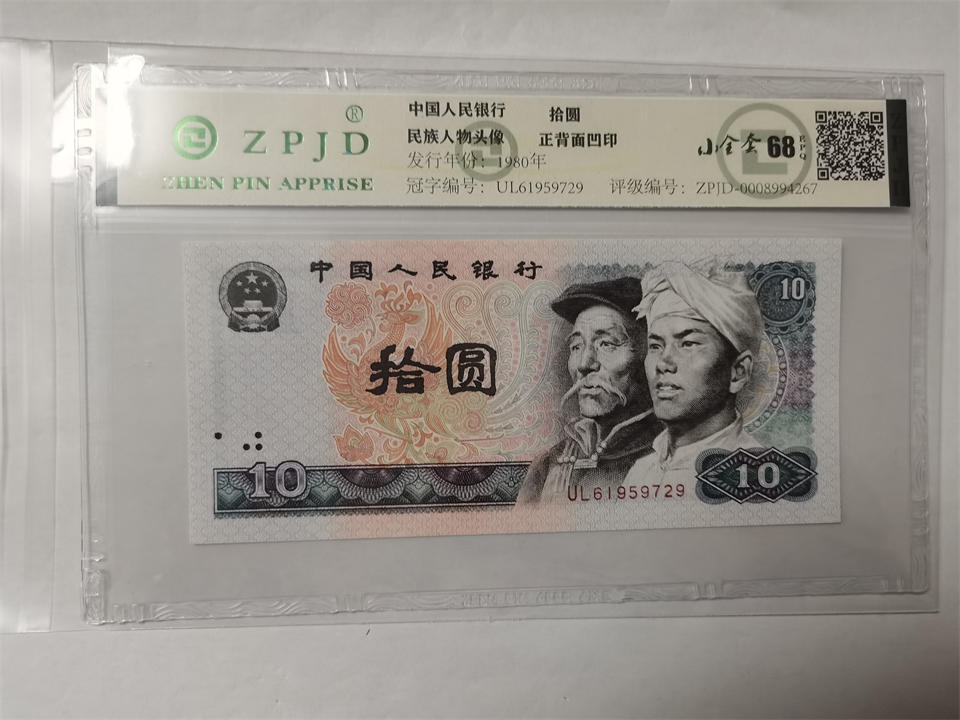 ZPJD®
ZHEN PIN APPRISE
中国人民银行 拾圆
民族人物头像 正背面凹印
发行年份：1980年
冠字编号：UL61959729 评级编号：ZPJD-0008994267
小全套 68 EPQ
中国人民银行
10
拾圆
10
UL61959729
10